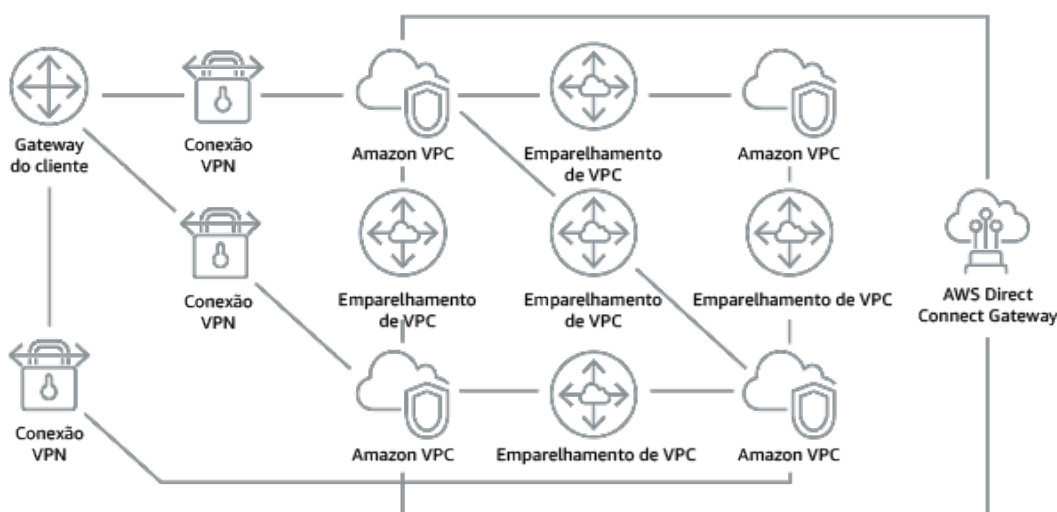 Gateway
do cliente
Conexão
VPN
Amazon VPC
Emparelhamento
de VPC
Amazon VPC
Conexão
VPN
Emparelhamento
de VPC
Emparelhamento
de VPC
Emparelhamento de VPC
AWS Direct
Connect Gateway
Conexão
VPN
Amazon VPC
Emparelhamento de VPC
Amazon VPC